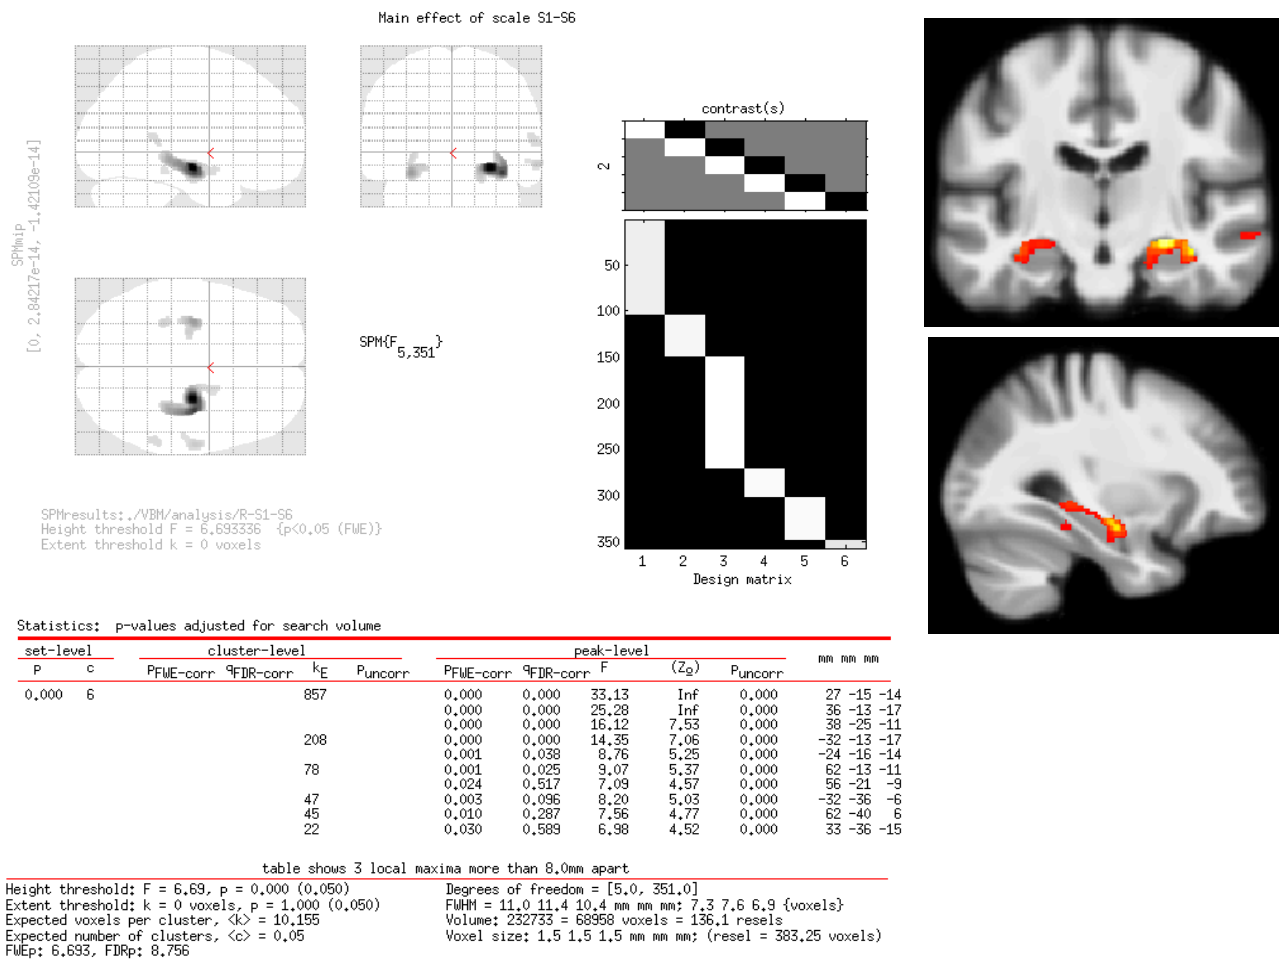 Main effect of scale S1-S6
SPMmip
[0, 2.84217e-14, -1.42109e-14]
contrast(s)
2
SPM{F
5,351
}
50
100
150
200
250
300
350
1 2 3 4 5 6
Design matrix
SPMresults:./VBM/analysis/R-S1-S6
Height threshold F = 6.693336 {p<0.05 (FWE)}
Extent threshold k = 0 voxels
Statistics: p-values adjusted for search volume
set-level cluster-level peak-level mm mm mm
p c PFWE-corr qFDR-corr kE Puncorr PFWE-corr qFDR-corr F (Zo) Puncorr
0.000 6 857 0.000 0.000 33.13 Inf 0.000 27 -15 -14
0.000 0.000 25.28 Inf 0.000 36 -13 -17
0.000 0.000 16.12 7.53 0.000 38 -25 -11
208 0.000 0.000 14.35 7.06 0.000 -32 -13 -17
0.001 0.038 8.76 5.25 0.000 -24 -16 -14
78 0.001 0.025 9.07 5.37 0.000 62 -13 -11
0.024 0.517 7.09 4.57 0.000 56 -21 -9
47 0.003 0.096 8.20 5.03 0.000 -32 -36 -6
45 0.010 0.287 7.56 4.77 0.000 62 -40 6
22 0.030 0.589 6.98 4.52 0.000 33 -36 -15
table shows 3 local maxima more than 8.0mm apart
Height threshold: F = 6.69, p = 0.000 (0.050) Degrees of freedom = [5.0, 351.0]
Extent threshold: k = 0 voxels, p = 1.000 (0.050) FWHM = 11.0 11.4 10.4 mm mm mm; 7.3 7.6 6.9 {voxels}
Expected voxels per cluster, <k> = 10.155 Volume: 232733 = 68958 voxels = 136.1 resels
Expected number of clusters, <c> = 0.05 Voxel size: 1.5 1.5 1.5 mm mm mm; (resel = 383.25 voxels)
FWEp: 6.693, FDRp: 8.756